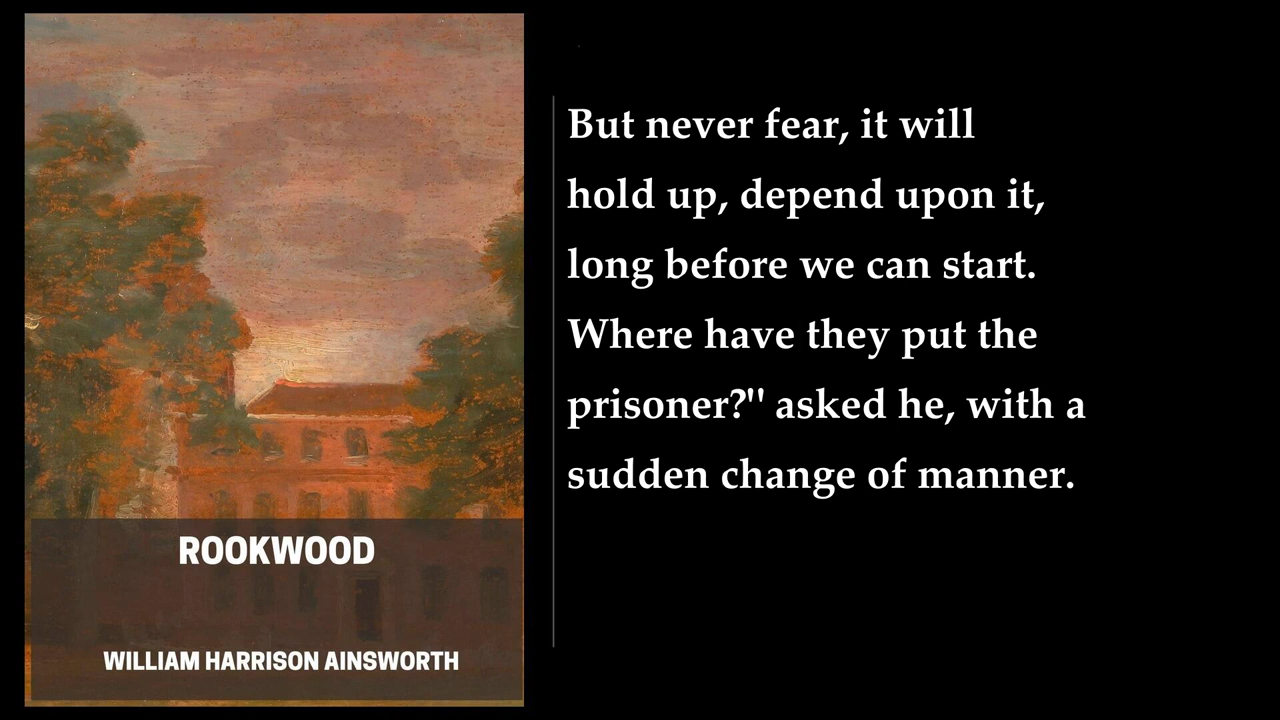 ROOKWOOD
WILLIAM HARRISON AINSWORTH
But never fear, it will
hold up, depend upon it,
long before we can start.
Where have they put the
prisoner?" asked he, with a
sudden change of manner.